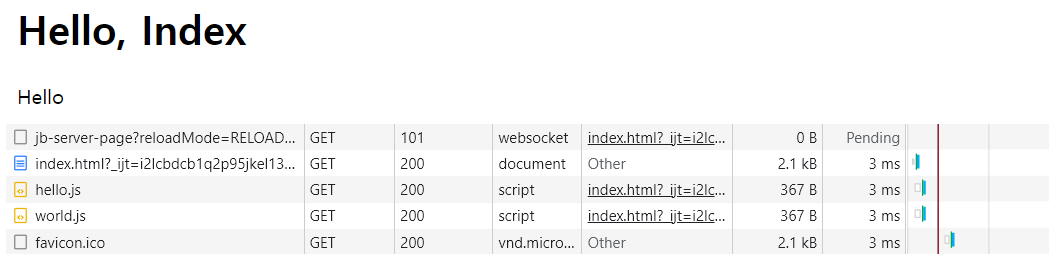 Hello, Index
Hello
jb-server-page?reloadMode=RELOAD... GET 101 websocket index.html?_ijt=i2lc... 0 B Pending
index.html?_ijt=i2lcbdcb1q2p95jkel13... GET 200 document Other 2.1 kB 3 ms
hello.js GET 200 script index.html?_ijt=i2lc... 367 B 3 ms
world.js GET 200 script index.html?_ijt=i2lc... 367 B 3 ms
favicon.ico GET 200 vnd.micro... Other 2.1 kB 3 ms